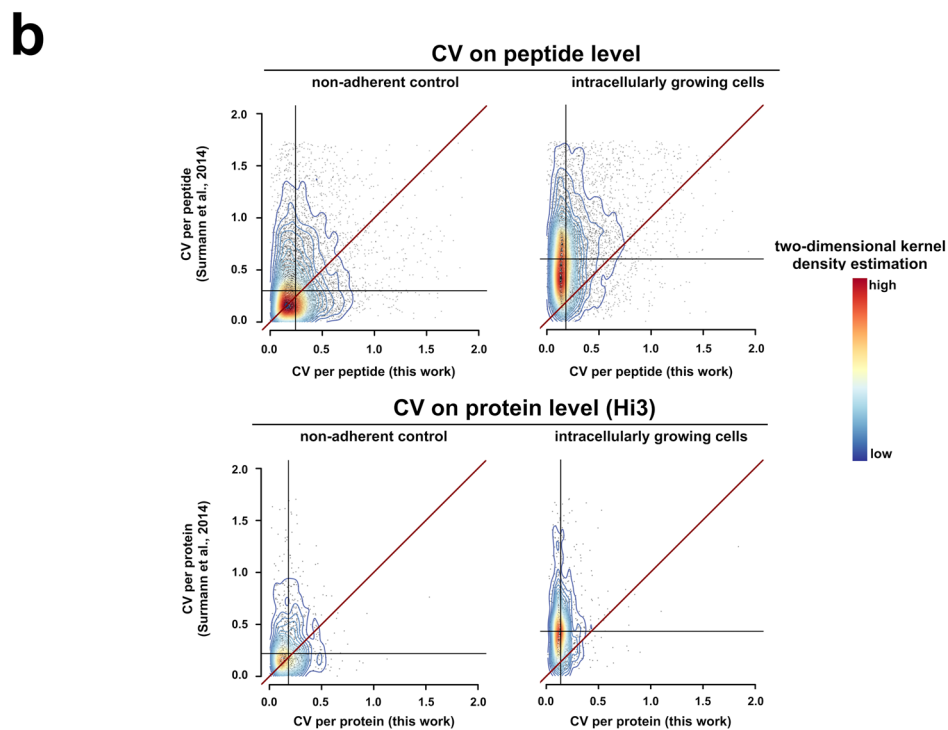 b
CV on peptide level
non-adherent control
intracellularly growing cells
CV per peptide
(Surmann et al., 2014)
2.0
1.5
1.0
0.5
0.0
0.0 0.5 1.0 1.5 2.0
CV per peptide (this work)
0.0 0.5 1.0 1.5 2.0
CV per peptide (this work)
two-dimensional kernel
density estimation
high
low
CV on protein level (Hi3)
non-adherent control
intracellularly growing cells
CV per protein
(Surmann et al., 2014)
2.0
1.5
1.0
0.5
0.0
0.0 0.5 1.0 1.5 2.0
CV per protein (this work)
0.0 0.5 1.0 1.5 2.0
CV per protein (this work)